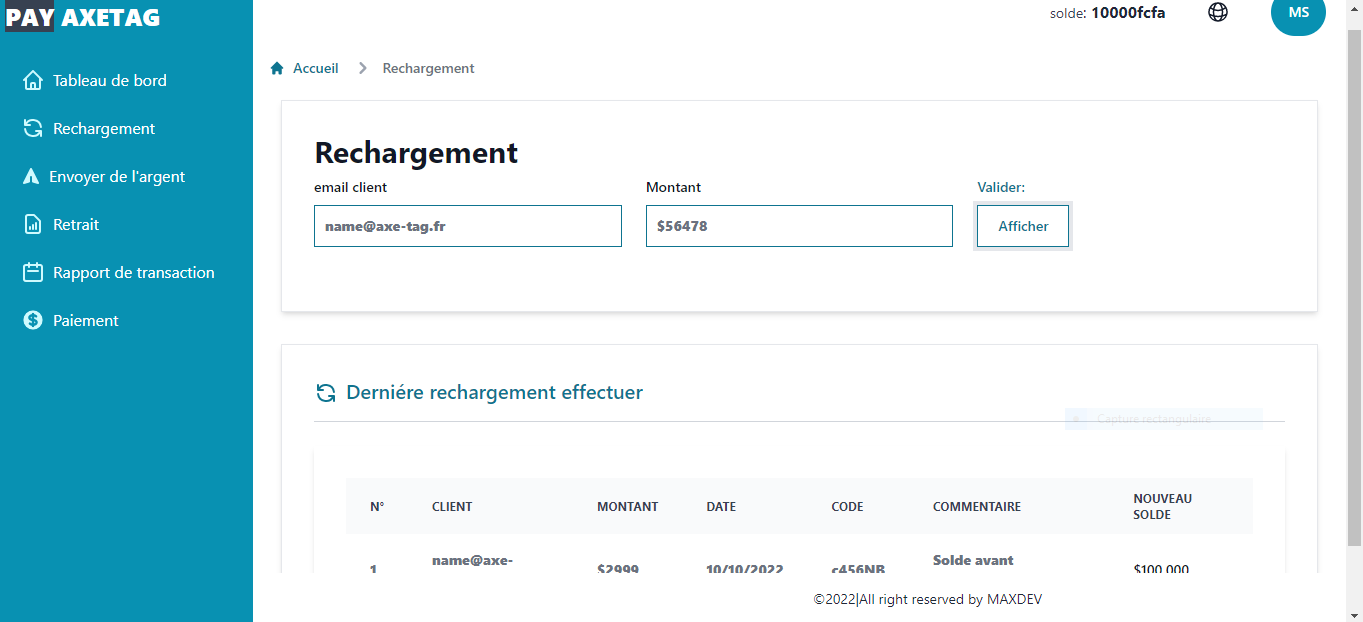 PAY AXETAG
solde: 10000fcfa
MS
Tableau de bord
Rechargement
Envoyer de l'argent
Retrait
Rapport de transaction
Paiement
Accueil > Rechargement
Rechargement
email client
Montant
Valider:
name@axe-tag.fr
$56478
Afficher
Derniére rechargement effectuer
Capture rectangulaire
N° CLIENT MONTANT DATE CODE COMMENTAIRE NOUVEAU SOLDE
1 name@axe- $2999 10/10/2022 c456NB Solde avant $100.000
©2022|All right reserved by MAXDEV